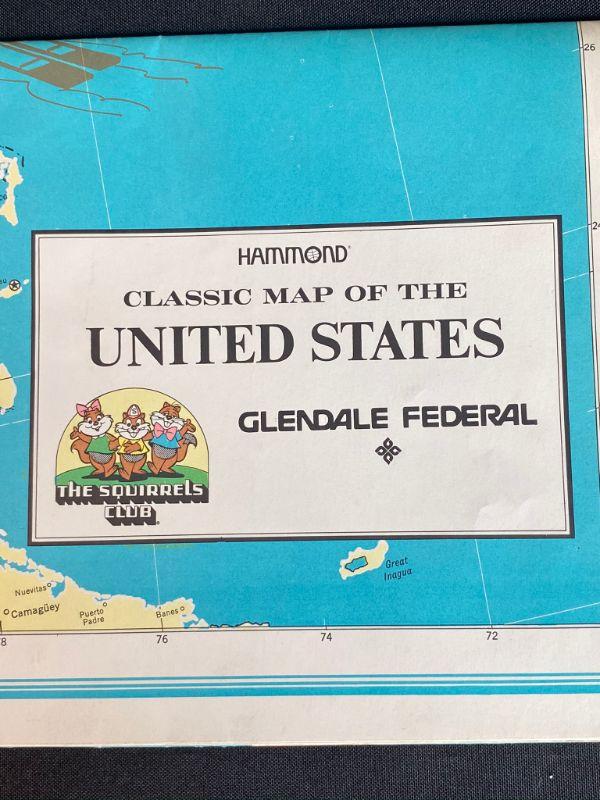 26
24
HAMMOND®
CLASSIC MAP OF THE
UNITED STATES
GLENDALE FEDERAL
THE SQUIRRELS
CLUB®
Great
Inagua
Nuevitas
Camagüey
Puerto
Padre
Banes
76
74
72